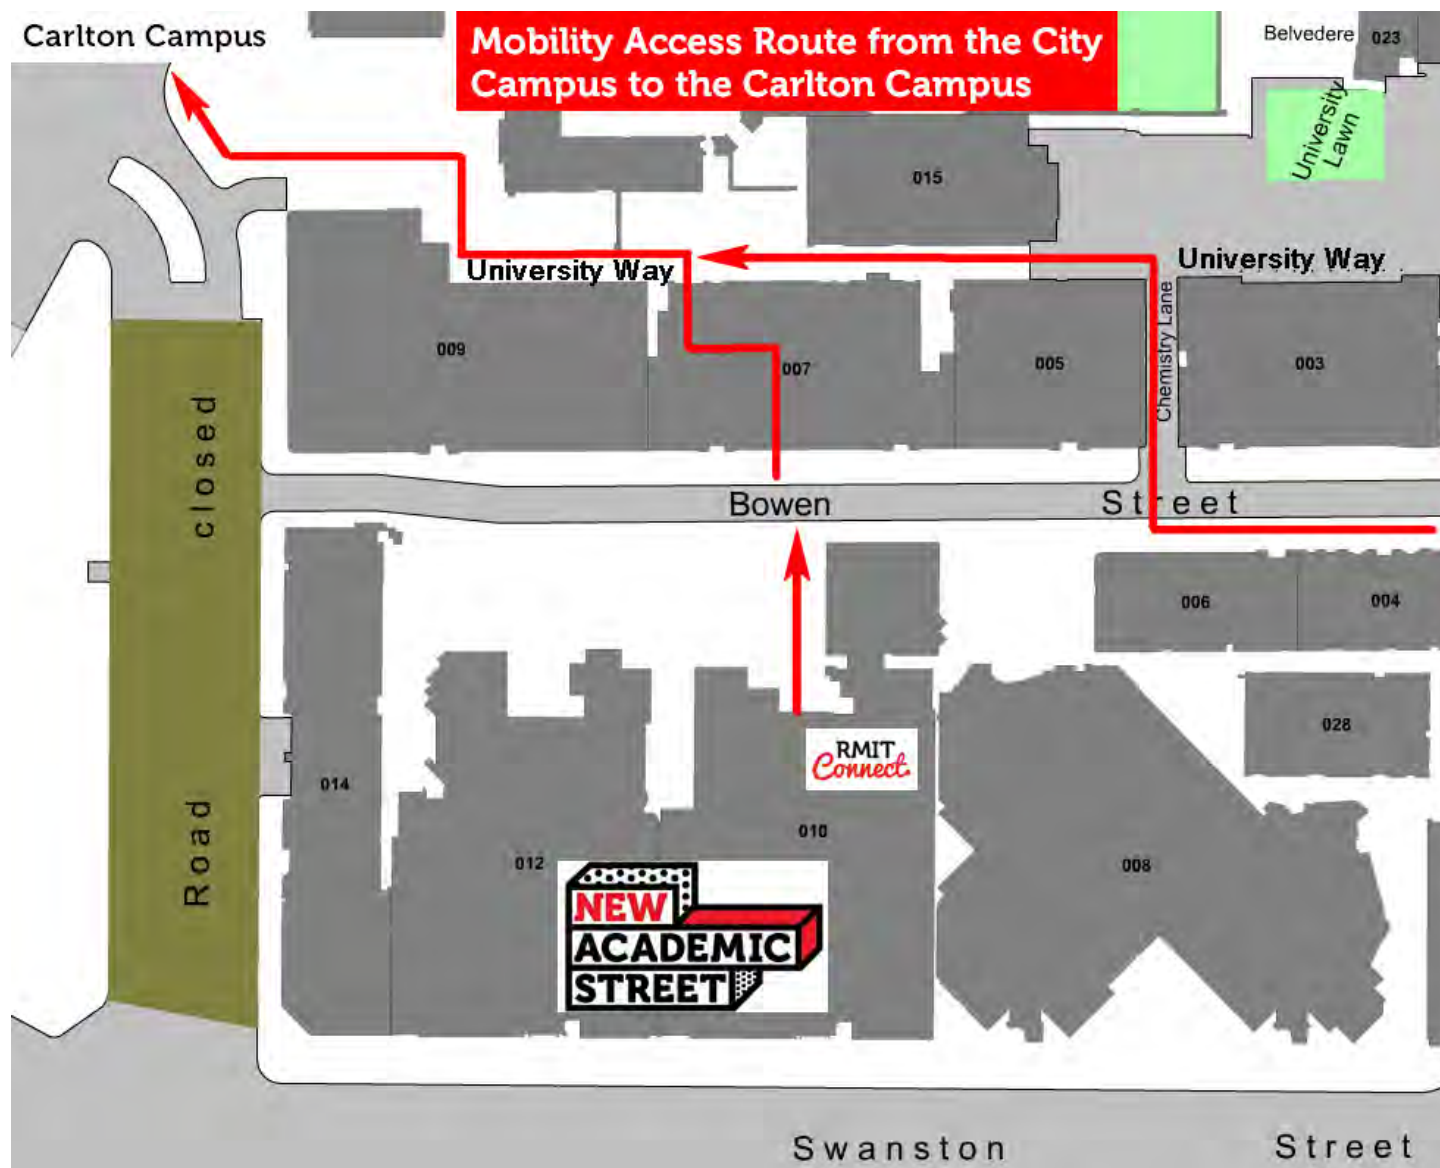 Carlton Campus
Mobility Access Route from the City
Campus to the Carlton Campus
Belvedere
023
University
Lawn
015
University Way
University Way
Chemistry Lane
009
007
005
003
closed
Bowen Street
006
004
028
RMIT
Connect
014
010
012
008
Road
NEW
ACADEMIC
STREET
Swanston Street